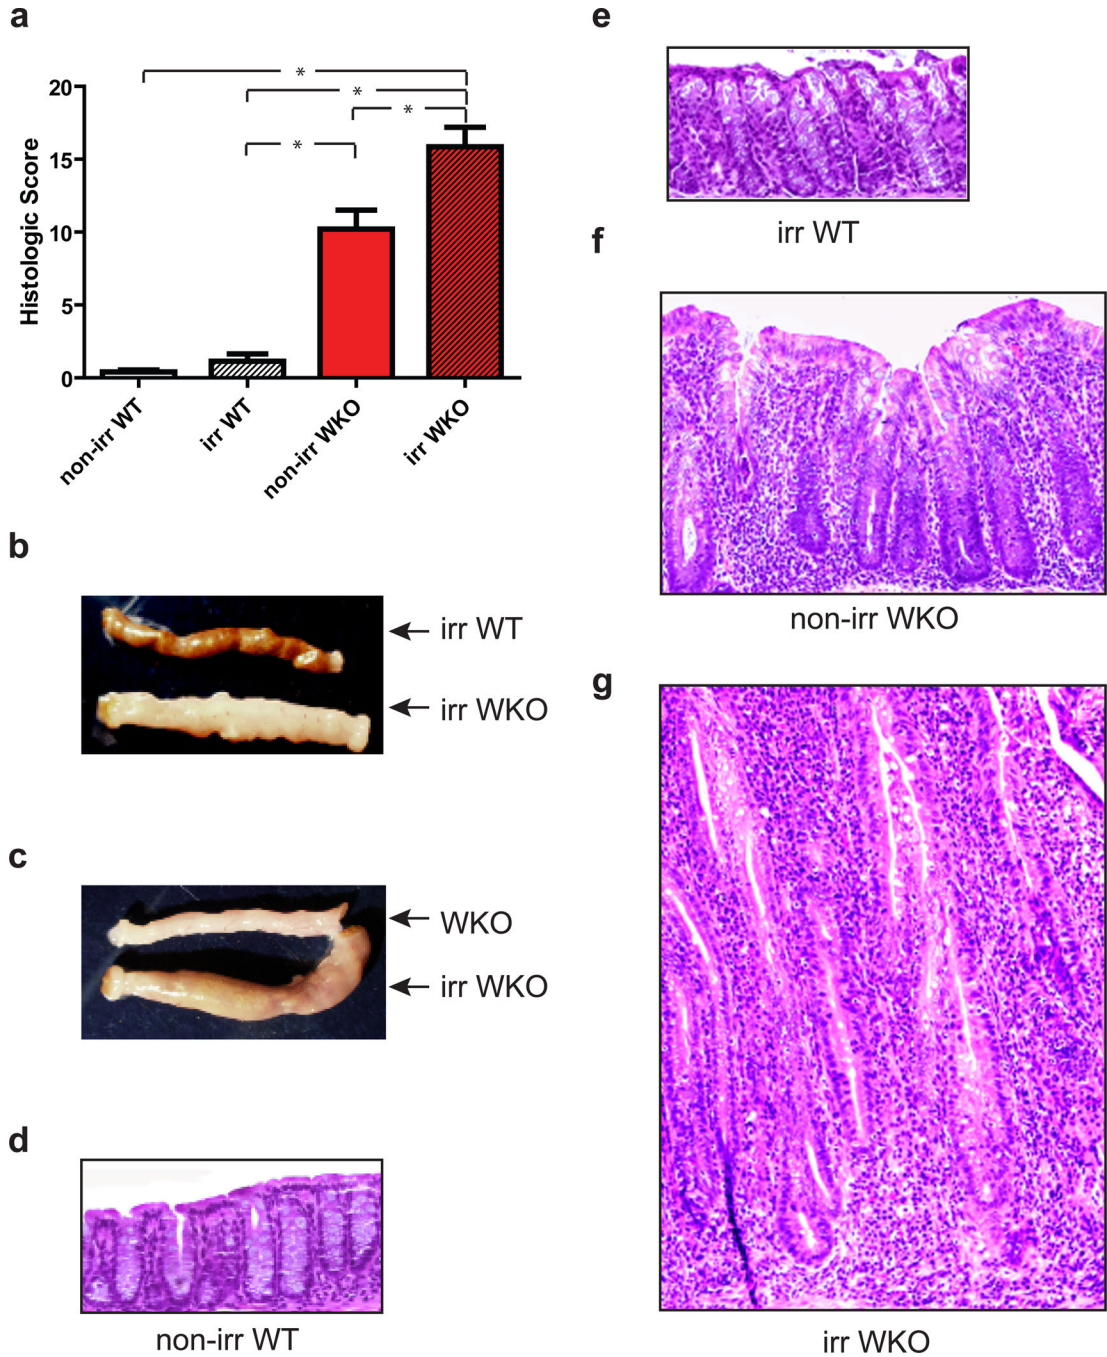 a
20
15
10
5
0
Histologic Score
*
*
*
*
non-irr WT
irr WT
non-irr WKO
irr WKO
b
irr WT
irr WKO
c
WKO
irr WKO
d
non-irr WT
e
irr WT
f
non-irr WKO
g
irr WKO